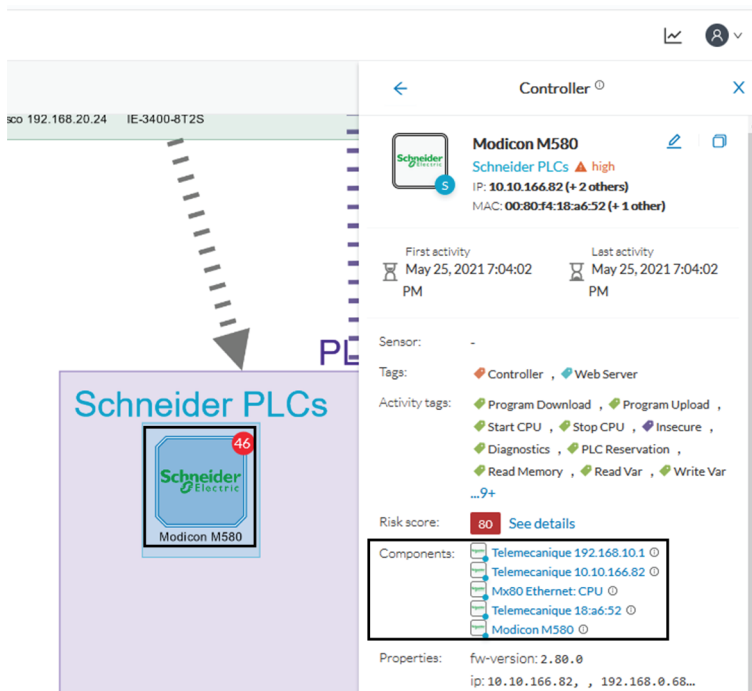 sco 192.168.20.24 IE-3400-8T2S
PL
Schneider PLCs
46
Schneider
Electric
Modicon M580
Controller
Schneider
Electric
S
Modicon M580
Schneider PLCs high
IP: 10.10.166.82 (+ 2 others)
MAC: 00:80:f4:18:a6:52 (+ 1 other)
First activity
May 25, 2021 7:04:02
PM
Last activity
May 25, 2021 7:04:02
PM
Sensor: -
Tags: Controller , Web Server
Activity tags: Program Download , Program Upload ,
Start CPU , Stop CPU , Insecure ,
Diagnostics , PLC Reservation ,
Read Memory , Read Var , Write Var
...9+
Risk score: 80 See details
Components: Telemecanique 192.168.10.1
Telemecanique 10.10.166.82
Mx80 Ethernet: CPU
Telemecanique 18:a6:52
Modicon M580
Properties: fw-version: 2.80.0
ip: 10.10.166.82, , 192.168.0.68...